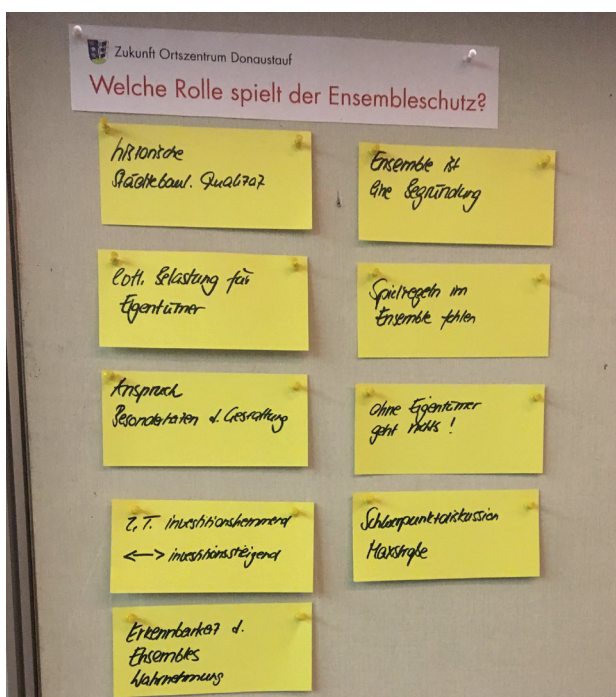 Zukunft Ortszentrum Donaustauf
Welche Rolle spielt der Ensembleschutz?
historische
Städtebaul. Qualität
evtl. Belastung für
Eigentümer
Anspruch
Besonderheiten d. Gestaltung
z.T. investitionshemmend
<—> investitionssteigend
Erkennbarkeit d.
Ensembles
Wahrnehmung
Ensemble ist
eine Begründung
Spielregeln im
Ensemble fehlen
ohne Eigentümer
geht nichts !
Schwerpunktdiskussion
Maxstraße